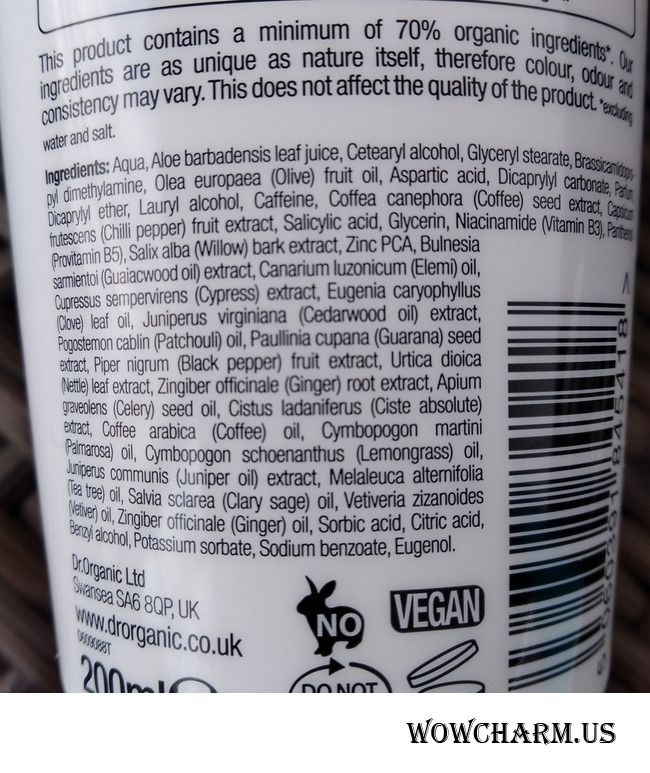 This product contains a minimum of 70% organic ingredients*. Our
ingredients are as unique as nature itself, therefore colour, odour and
consistency may vary. This does not affect the quality of the product. *excluding
water and salt.
Ingredients: Aqua, Aloe barbadensis leaf juice, Cetearyl alcohol, Glyceryl stearate, Brassicamidopro-
pyl dimethylamine, Olea europaea (Olive) fruit oil, Aspartic acid, Dicaprylyl carbonate, Parfum,
Dicaprylyl ether, Lauryl alcohol, Caffeine, Coffea canephora (Coffee) seed extract, Capsicum
frutescens (Chilli pepper) fruit extract, Salicylic acid, Glycerin, Niacinamide (Vitamin B3), Panthenol
(Provitamin B5), Salix alba (Willow) bark extract, Zinc PCA, Bulnesia
sarmientoi (Guaiacwood oil) extract, Canarium luzonicum (Elemi) oil,
Cupressus sempervirens (Cypress) extract, Eugenia caryophyllus
(Clove) leaf oil, Juniperus virginiana (Cedarwood oil) extract,
Pogostemon cablin (Patchouli) oil, Paullinia cupana (Guarana) seed
extract, Piper nigrum (Black pepper) fruit extract, Urtica dioica
(Nettle) leaf extract, Zingiber officinale (Ginger) root extract, Apium
graveolens (Celery) seed oil, Cistus ladaniferus (Ciste absolute)
extract, Coffee arabica (Coffee) oil, Cymbopogon martini
(Palmarosa) oil, Cymbopogon schoenanthus (Lemongrass) oil,
Juniperus communis (Juniper oil) extract, Melaleuca alternifolia
(Tea tree) oil, Salvia sclarea (Clary sage) oil, Vetiveria zizanoides
(Vetiver) oil, Zingiber officinale (Ginger) oil, Sorbic acid, Citric acid,
Benzyl alcohol, Potassium sorbate, Sodium benzoate, Eugenol.
Dr.Organic Ltd
Swansea SA6 8QP, UK
www.drorganic.co.uk
200ml
NO
VEGAN
DO NOT
WOWCHARM.US